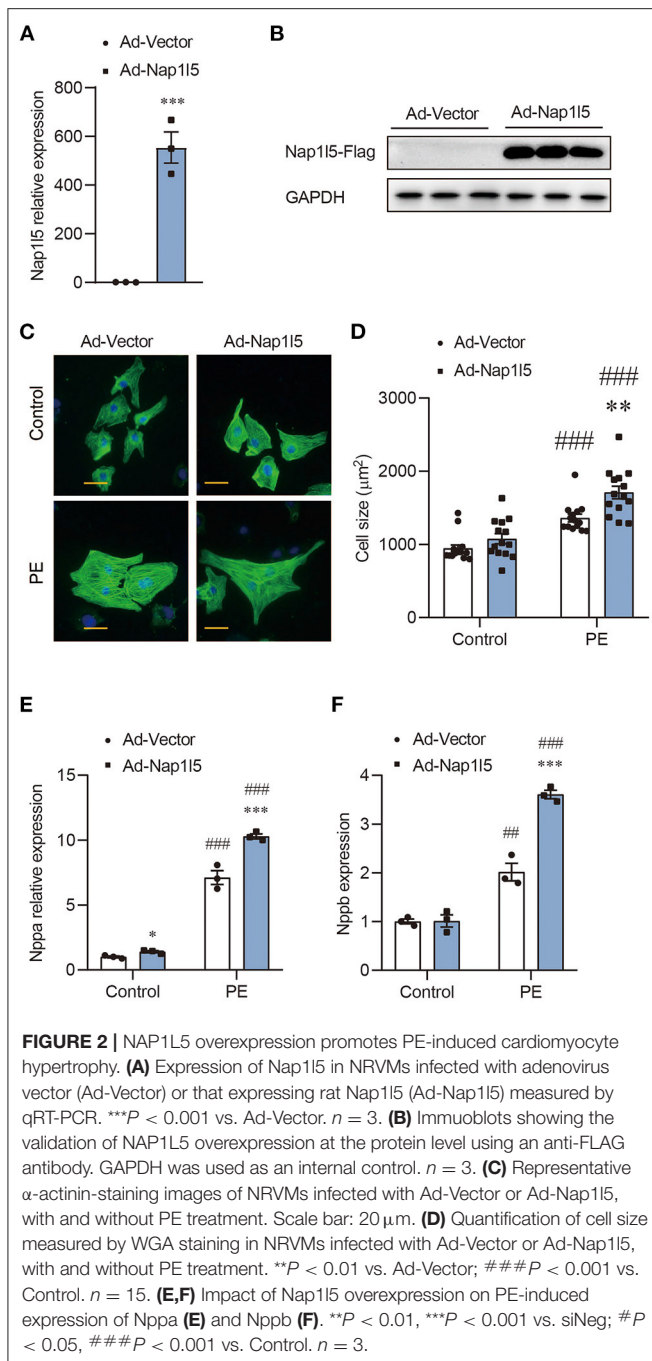 A
Ad-Vector
Ad-Nap1l5
Nap1l5 relative expression
800
600
400
200
0
***
B
Ad-Vector Ad-Nap1l5
Nap1l5-Flag
GAPDH
C
Ad-Vector Ad-Nap1l5
Control
PE
D
Ad-Vector
Ad-Nap1l5
Cell size (μm²)
3000
2000
1000
0
###
###
**
Control PE
E
Ad-Vector
Ad-Nap1l5
Nppa relative expression
15
10
5
0
*
###
###
***
Control PE
F
Ad-Vector
Ad-Nap1l5
Nppb expression
6
4
2
1
0
##
###
***
Control PE
FIGURE 2 | NAP1L5 overexpression promotes PE-induced cardiomyocyte
hypertrophy. (A) Expression of Nap1l5 in NRVMs infected with adenovirus
vector (Ad-Vector) or that expressing rat Nap1l5 (Ad-Nap1l5) measured by
qRT-PCR. ***P < 0.001 vs. Ad-Vector. n = 3. (B) Immuoblots showing the
validation of NAP1L5 overexpression at the protein level using an anti-FLAG
antibody. GAPDH was used as an internal control. n = 3. (C) Representative
α-actinin-staining images of NRVMs infected with Ad-Vector or Ad-Nap1l5,
with and without PE treatment. Scale bar: 20 μm. (D) Quantification of cell size
measured by WGA staining in NRVMs infected with Ad-Vector or Ad-Nap1l5,
with and without PE treatment. **P < 0.01 vs. Ad-Vector; ###P < 0.001 vs.
Control. n = 15. (E,F) Impact of Nap1l5 overexpression on PE-induced
expression of Nppa (E) and Nppb (F). **P < 0.01, ***P < 0.001 vs. siNeg; #P
< 0.05, ###P < 0.001 vs. Control. n = 3.